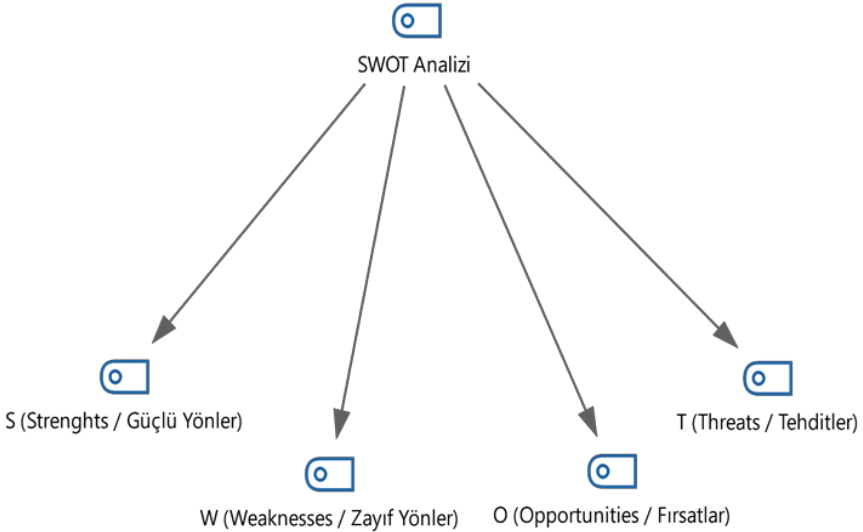 SWOT Analizi
S (Strenghts / Güçlü Yönler)
T (Threats / Tehditler)
W (Weaknesses / Zayıf Yönler)
O (Opportunities / Fırsatlar)